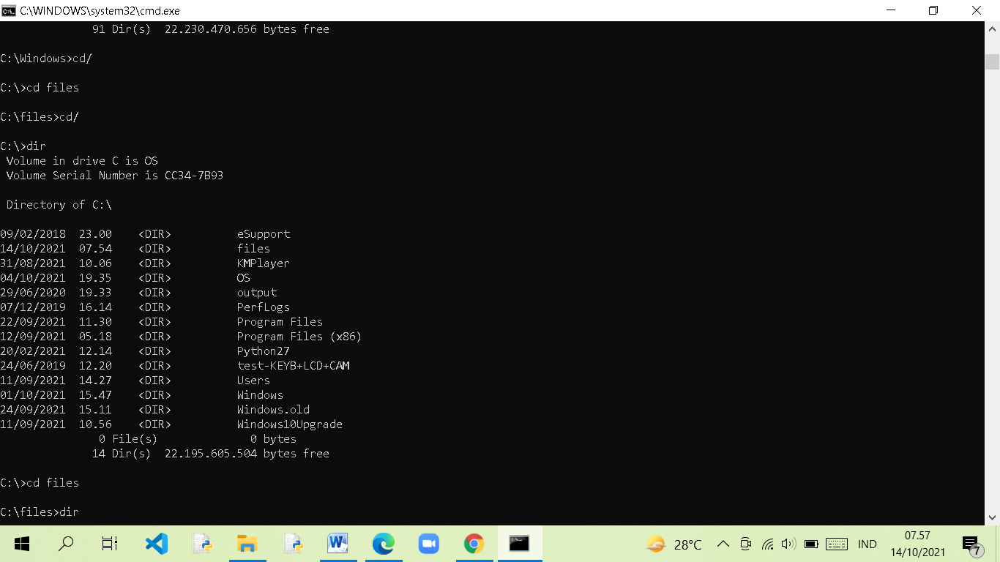 C:\WINDOWS\system32\cmd.exe
91 Dir(s)  22.230.470.656 bytes free
C:\Windows>cd/
C:\>cd files
C:\files>cd/
C:\>dir
Volume in drive C is OS
Volume Serial Number is CC34-7B93
Directory of C:\
09/02/2018  23.00    <DIR>          eSupport
14/10/2021  07.54    <DIR>          files
31/08/2021  10.06    <DIR>          KMPlayer
04/10/2021  19.35    <DIR>          OS
29/06/2020  19.33    <DIR>          output
07/12/2019  16.14    <DIR>          PerfLogs
22/09/2021  11.30    <DIR>          Program Files
12/09/2021  05.18    <DIR>          Program Files (x86)
20/02/2021  12.14    <DIR>          Python27
24/06/2019  12.20    <DIR>          test-KEYB+LCD+CAM
11/09/2021  14.27    <DIR>          Users
01/10/2021  15.47    <DIR>          Windows
24/09/2021  15.11    <DIR>          Windows.old
11/09/2021  10.56    <DIR>          Windows10Upgrade
0 File(s)              0 bytes
14 Dir(s)  22.195.605.504 bytes free
C:\>cd files
C:\files>dir
28°C
IND
07.57
14/10/2021
7